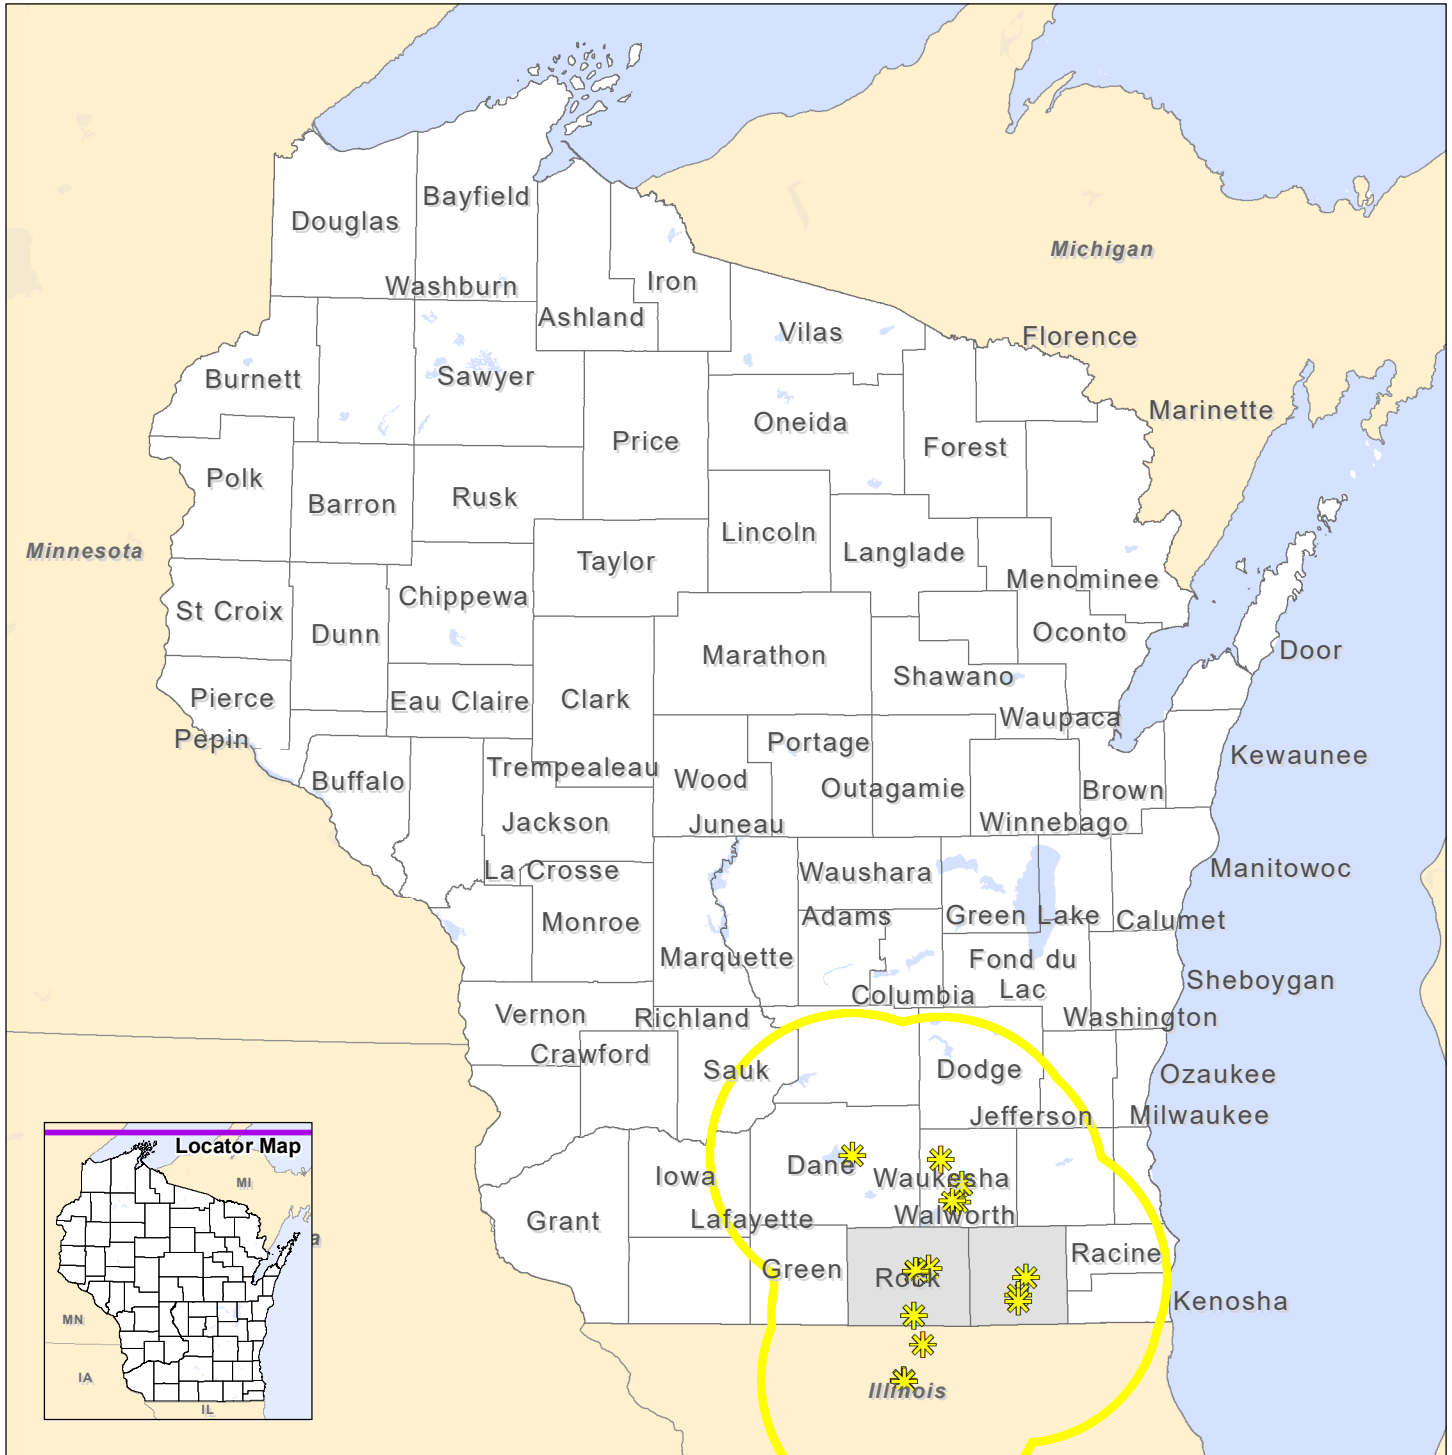 Bayfield
Douglas
Michigan
Washburn
Iron
Ashland
Vilas
Florence
Burnett
Sawyer
Marinette
Oneida
Price
Forest
Polk
Rusk
Barron
Lincoln
Minnesota
Langlade
Taylor
Menominee
Chippewa
St Croix
Dunn
Oconto
Door
Marathon
Shawano
Pierce
Eau Claire
Clark
Waupaca
Pepin
Portage
Kewaunee
Trempealeau
Buffalo
Wood
Outagamie
Brown
Jackson
Juneau
Winnebago
Manitowoc
La Crosse
Waushara
Adams
Green Lake
Calumet
Monroe
Marquette
Fond du
Lac
Sheboygan
Columbia
Vernon
Richland
Washington
Crawford
Sauk
Dodge
Ozaukee
Jefferson
Milwaukee
Locator Map
MI
Dane
Iowa
Waukesha
Grant
Lafayette
Walworth
a
Green
Rock
Racine
Kenosha
MN
IA
Illinois
IL